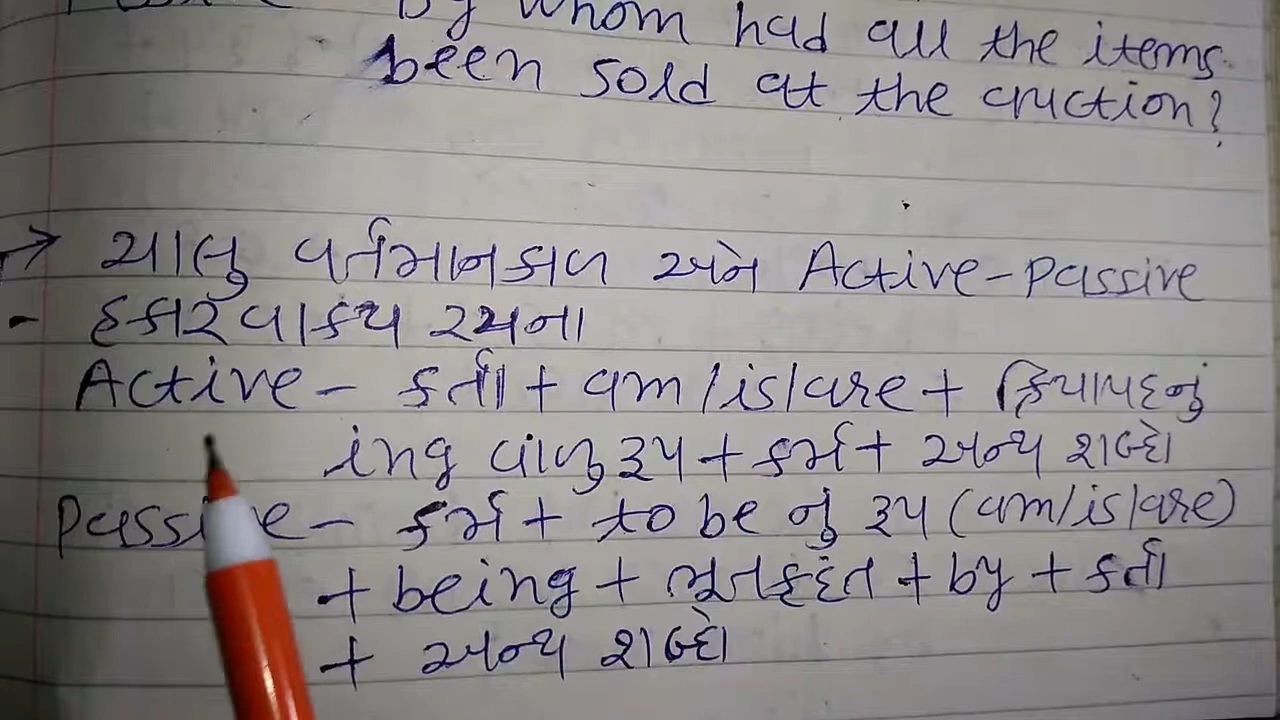 By whom had all the items.
been sold at the auction?
→ ચાલુ વર્તમાનકાળ અને Active-Passive
- હકાર વાક્ય રચના
Active - કર્તા + am/is/are + ક્રિયાપદનું
ing વાળુ રૂપ + કર્મ + અન્ય શબ્દો
Passive - કર્મ + to be નું રૂપ (am/is/are)
+ being + ભૂતકૃદંત + by + કર્તા
+ અન્ય શબ્દો